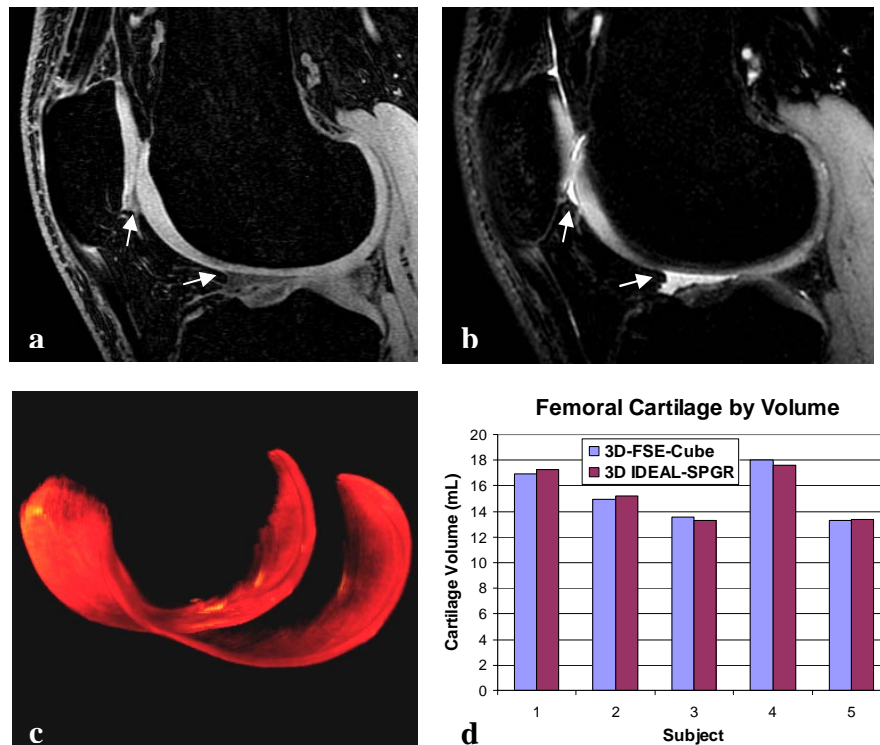 a
b
c
Femoral Cartilage by Volume
3D-FSE-Cube
3D IDEAL-SPGR
Cartilage Volume (mL)
20
18
16
14
12
10
8
6
4
2
0
1 2 3 4 5
Subject
d